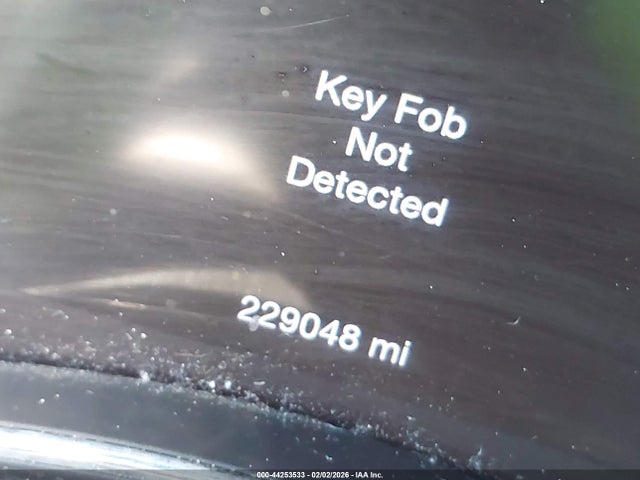 Key Fob
Not
Detected
229048 mi
000-44253533 - 02/02/2026 - IAA Inc.